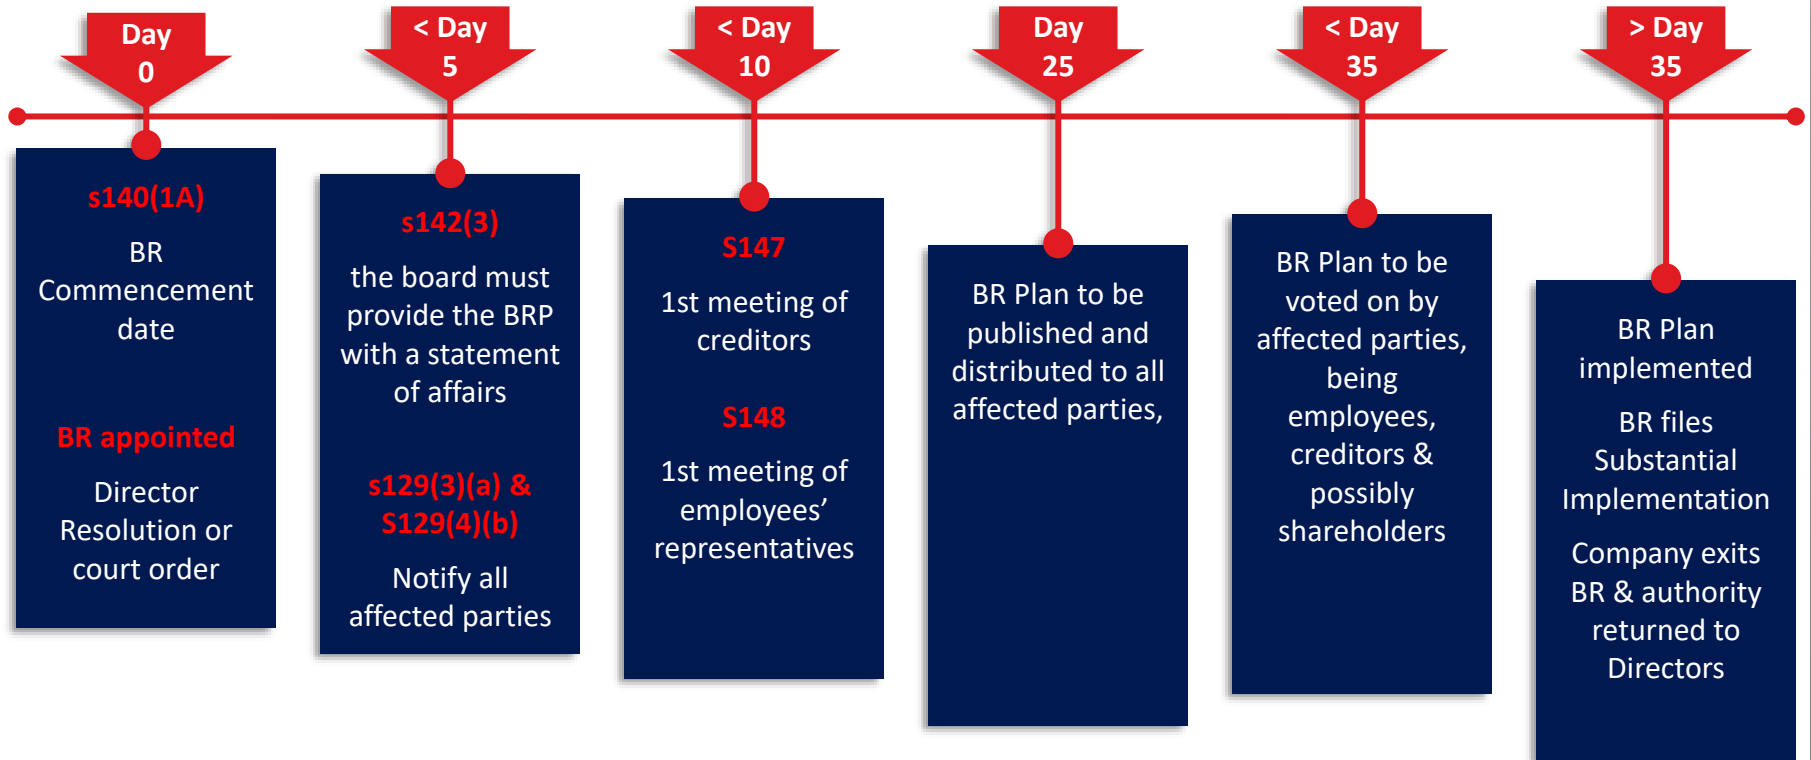 Day
0
< Day
5
< Day
10
Day
25
< Day
35
> Day
35
s140(1A)
BR
Commencement
date
BR appointed
Director
Resolution or
court order
s142(3)
the board must
provide the BRP
with a statement
of affairs
s129(3)(a) &
S129(4)(b)
Notify all
affected parties
S147
1st meeting of
creditors
S148
1st meeting of
employees’
representatives
BR Plan to be
published and
distributed to all
affected parties,
BR Plan to be
voted on by
affected parties,
being
employees,
creditors &
possibly
shareholders
BR Plan
implemented
BR files
Substantial
Implementation
Company exits
BR & authority
returned to
Directors